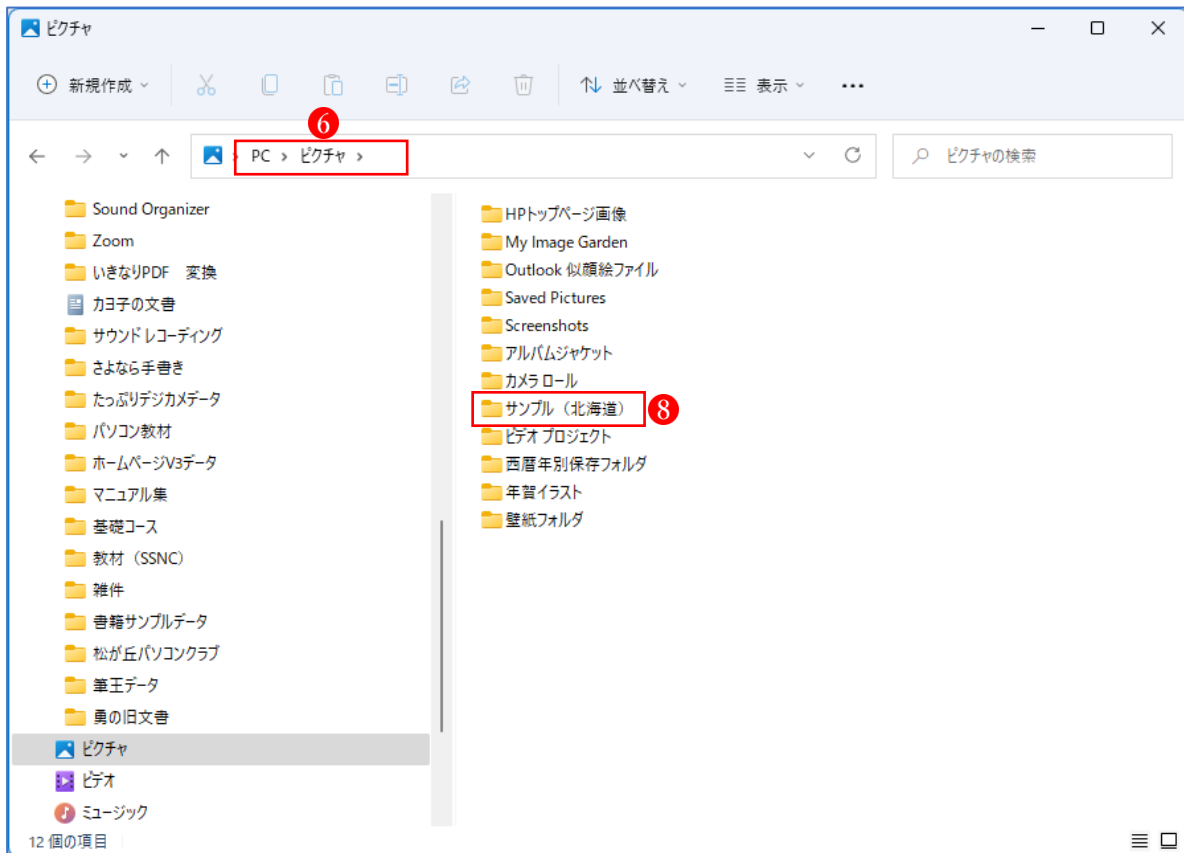 ピクチャ
新規作成
並べ替え
表示
6
PC > ピクチャ >
ピクチャの検索
Sound Organizer
Zoom
いきなりPDF　変換
カヨ子の文書
サウンド レコーディング
さよなら手書き
たっぷりデジカメデータ
パソコン教材
ホームページV3データ
マニュアル集
基礎コース
教材（SSNC）
雑件
書籍サンプルデータ
松が丘パソコンクラブ
筆王データ
勇の旧文書
ピクチャ
ビデオ
ミュージック
HPトップページ画像
My Image Garden
Outlook 似顔絵ファイル
Saved Pictures
Screenshots
アルバムジャケット
カメラ ロール
サンプル（北海道）
8
ビデオ プロジェクト
西暦年別保存フォルダ
年賀イラスト
壁紙フォルダ
12 個の項目